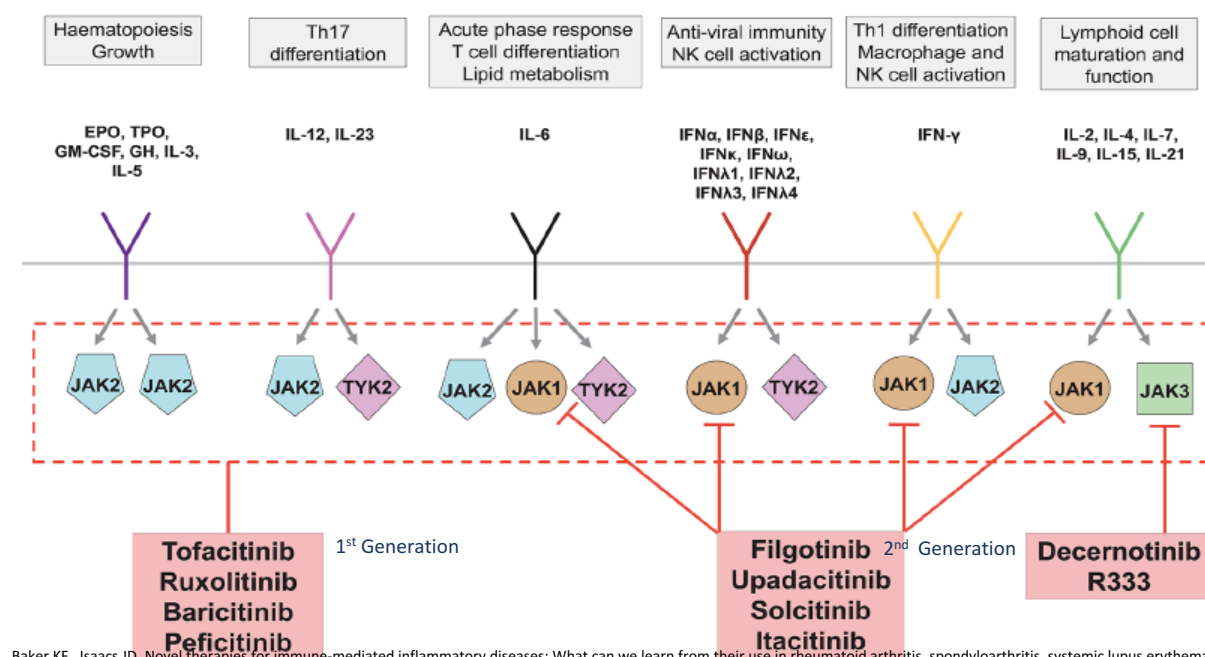 Haematopoiesis
Growth
Th17
differentiation
Acute phase response
T cell differentiation
Lipid metabolism
Anti-viral immunity
NK cell activation
Th1 differentiation
Macrophage and
NK cell activation
Lymphoid cell
maturation and
function
EPO, TPO,
GM-CSF, GH, IL-3,
IL-5
IL-12, IL-23
IL-6
IFNα, IFNβ, IFNε,
IFNκ, IFNω,
IFNλ1, IFNλ2,
IFNλ3, IFNλ4
IFN-γ
IL-2, IL-4, IL-7,
IL-9, IL-15, IL-21
JAK2
JAK2
JAK2
TYK2
JAK2
JAK1
TYK2
JAK1
TYK2
JAK1
JAK2
JAK1
JAK3
Tofacitinib
Ruxolitinib
Baricitinib
Peficitinib
1st Generation
Filgotinib
Upadacitinib
Solcitinib
Itacitinib
2nd Generation
Decernotinib
R333
Baker KF, Isaacs JD. Novel therapies for immune-mediated inflammatory diseases: What can we learn from their use in rheumatoid arthritis, spondyloarthritis, systemic lupus